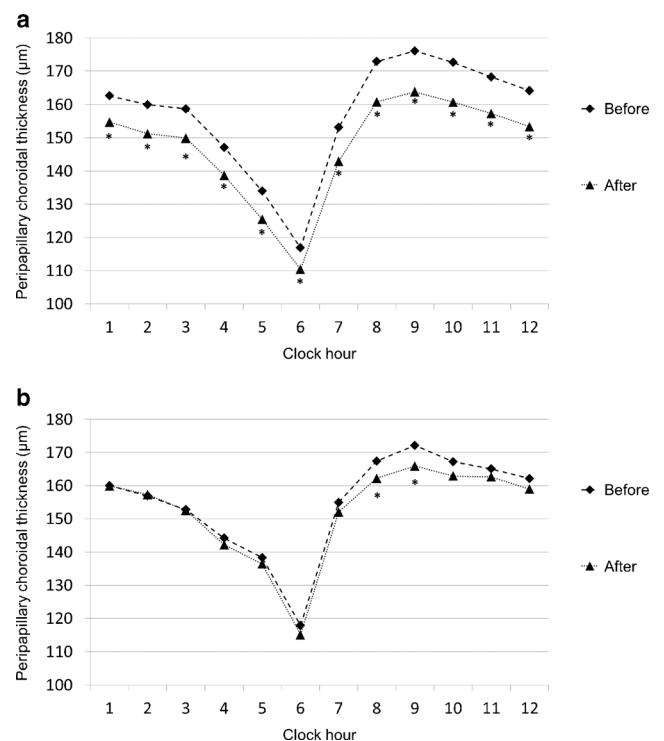 a
Peripapillary choroidal thickness (µm)
180
170
160
150
140
130
120
110
100
* * * * * * * * * * * *
1 2 3 4 5 6 7 8 9 10 11 12
Clock hour
Before
After
b
Peripapillary choroidal thickness (µm)
180
170
160
150
140
130
120
110
100
* *
1 2 3 4 5 6 7 8 9 10 11 12
Clock hour
Before
After